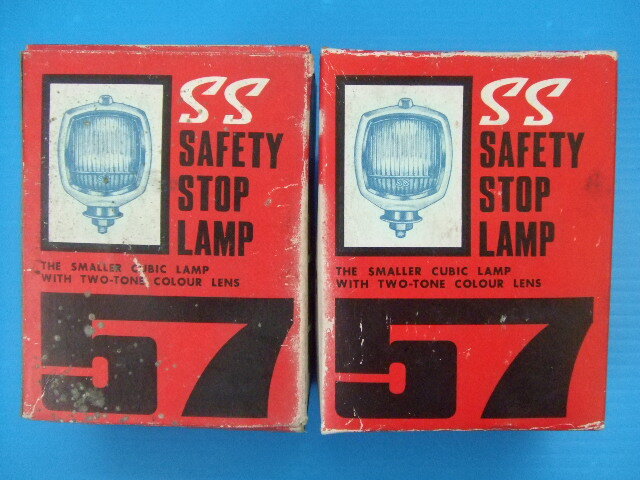 SS
SAFETY
STOP
LAMP
THE SMALLER CUBIC LAMP
WITH TWO-TONE COLOUR LENS
57
SS
SAFETY
STOP
LAMP
THE SMALLER CUBIC LAMP
WITH TWO-TONE COLOUR LENS
57